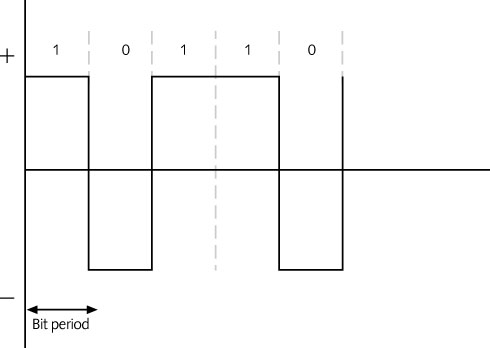 +
1 0 1 1 0
–
Bit period